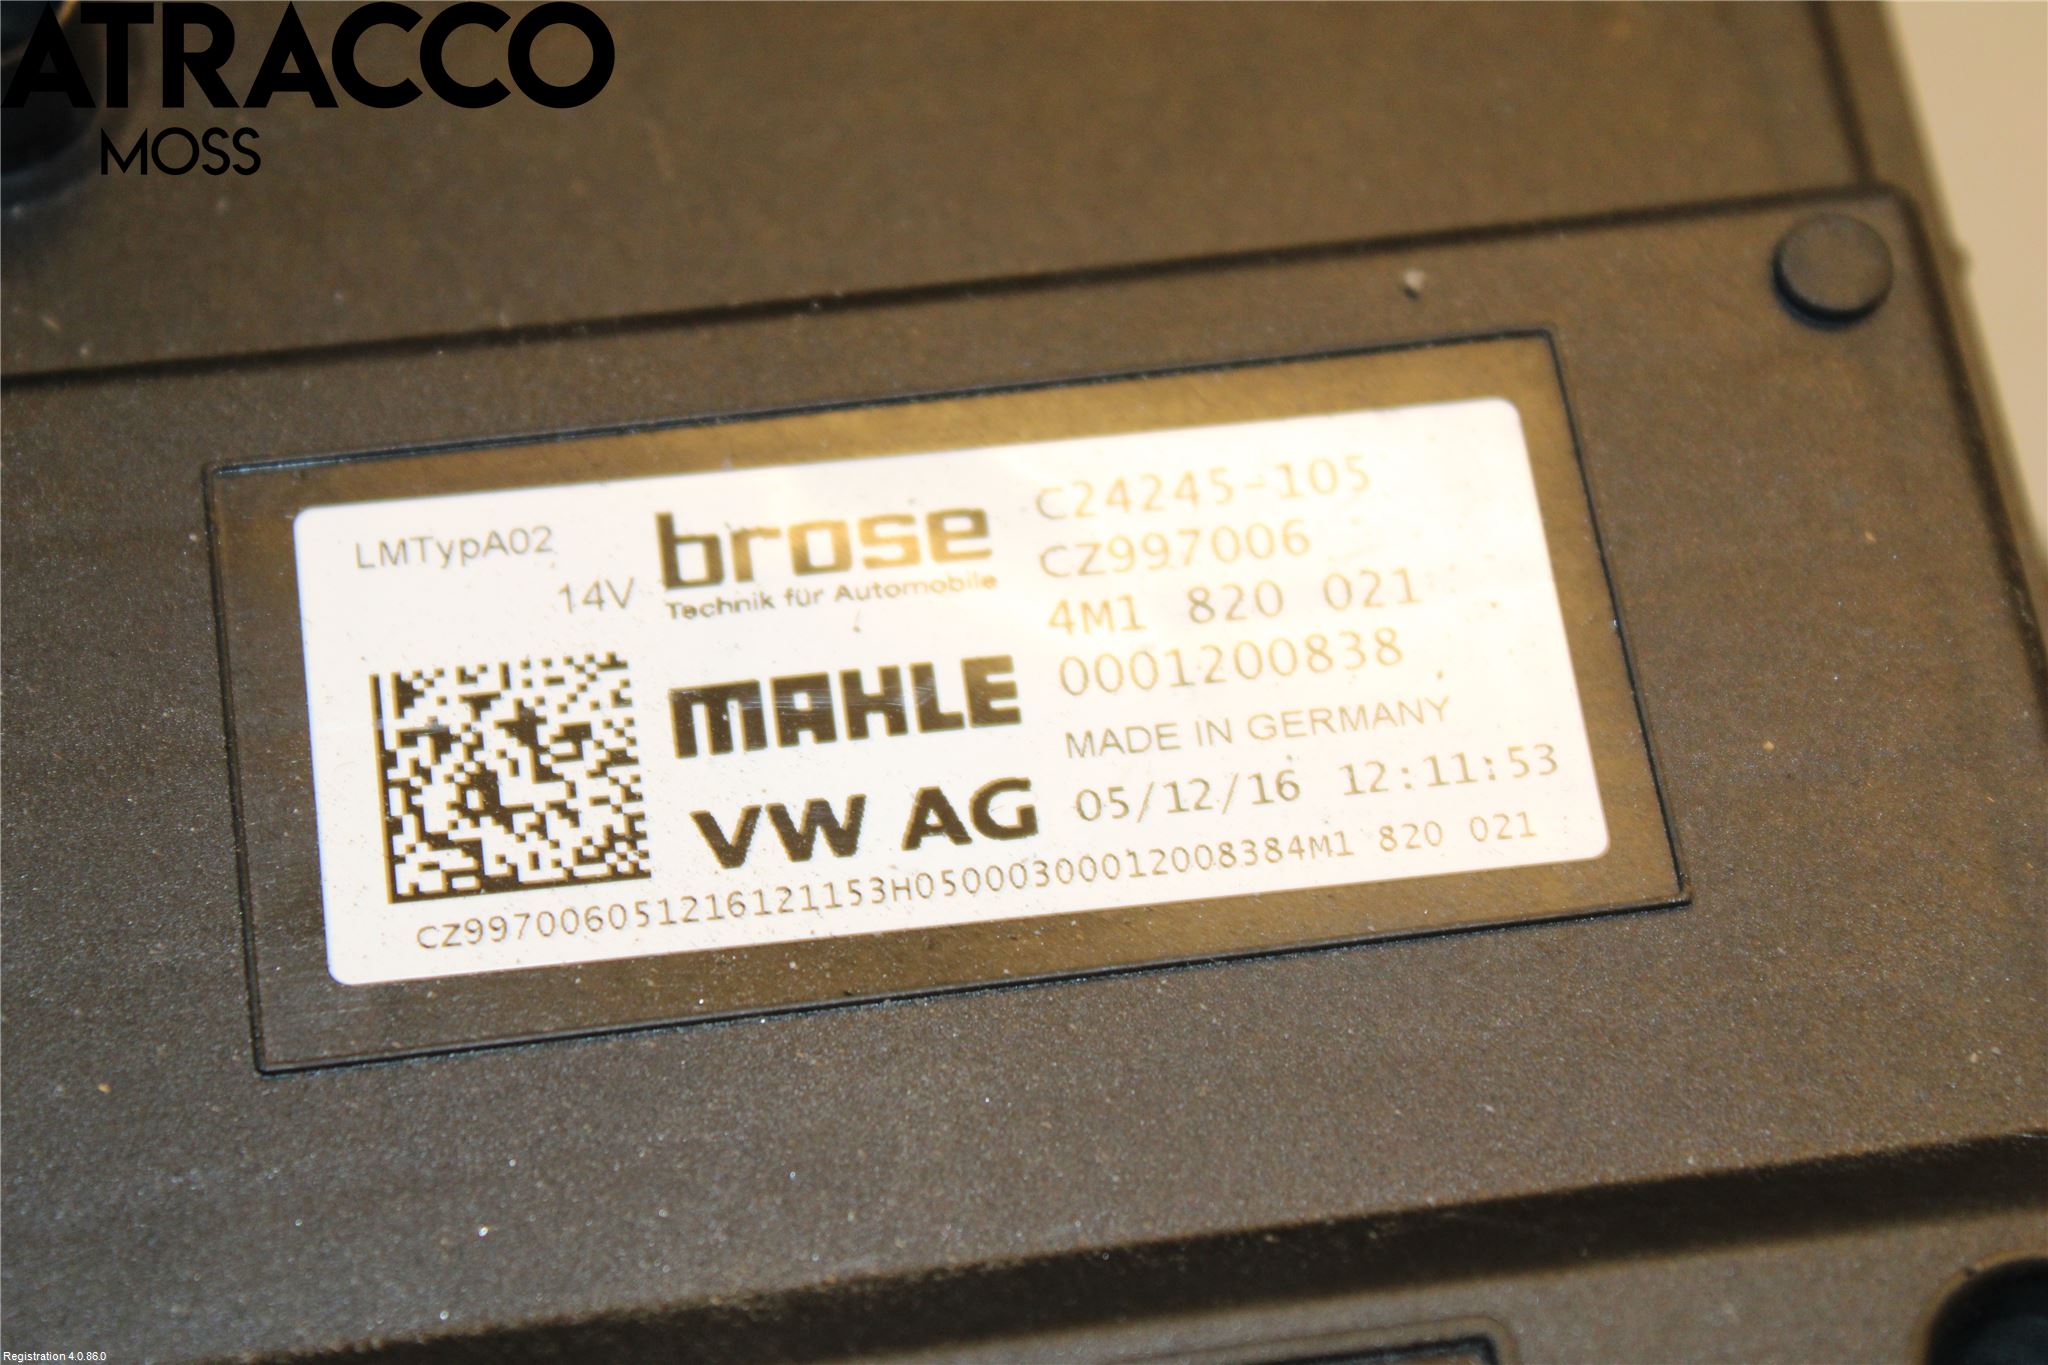 ATRACCO
MOSS
LMTypA02
14V
brose
Technik für Automobile
C24245-105
CZ997006
4M1 820 021
0001200838
MAHLE
MADE IN GERMANY
VW AG
05/12/16 12:11:53
CZ997006051216121153H05000300012008384M1 820 021
Registration 4.0.86.0